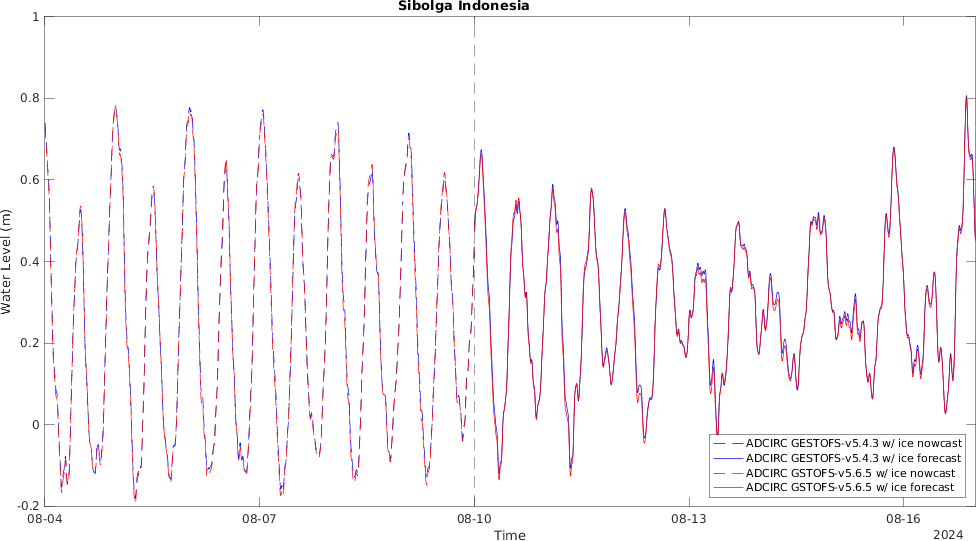 Sibolga Indonesia
1
0.8
0.6
0.4
0.2
0
-0.2
Water Level (m)
08-04
08-07
08-10
08-13
08-16
Time
2024
ADCIRC GESTOFS-v5.4.3 w/ ice nowcast
ADCIRC GESTOFS-v5.4.3 w/ ice forecast
ADCIRC GSTOFS-v5.6.5 w/ ice nowcast
ADCIRC GSTOFS-v5.6.5 w/ ice forecast